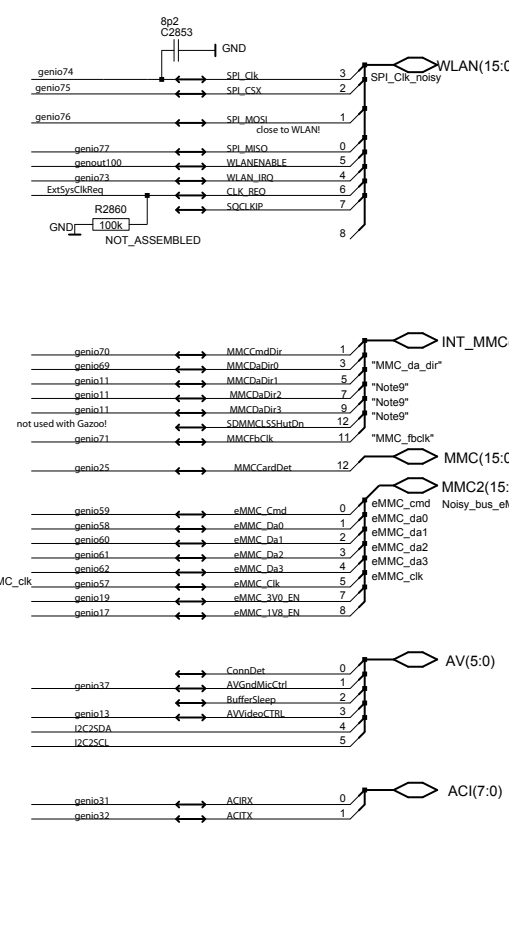 8p2
C2853
GND
genio74 SPI_Clk 3 WLAN(15:0
SPI_Clk_noisy
genio75 SPI_CSX 2
genio76 SPI_MOSI 1
close to WLAN!
genio77 SPI_MISO 0
genout100 WLANENABLE 5
genio73 WLAN_IRQ 4
ExtSysClkReq CLK_REQ 6
SQCLKIP 7
R2860
GND 100k 8
NOT_ASSEMBLED
INT_MMC
genio70 MMCCmdDir 1
genio69 MMCDaDir0 3 "MMC_da_dir"
genio11 MMCDaDir1 5 "Note9"
genio11 MMCDaDir2 7 "Note9"
genio11 MMCDaDir3 9 "Note9"
not used with Gazoo! SDMMCLSSHutDn 12
genio71 MMCFbClk 11 "MMC_fbclk"
genio25 MMCCardDet 12 MMC(15:0
MMC2(15:
genio59 eMMC_Cmd 0 eMMC_cmd Noisy_bus_eM
genio58 eMMC_Da0 1 eMMC_da0
genio60 eMMC_Da1 2 eMMC_da1
genio61 eMMC_Da2 3 eMMC_da2
genio62 eMMC_Da3 4 eMMC_da3
MC_clk genio57 eMMC_Clk 5 eMMC_clk
genio19 eMMC_3V0_EN 7
genio17 eMMC_1V8_EN 8
ConnDet 0 AV(5:0)
genio37 AVGndMicCtrl 1
BufferSleep 2
genio13 AVVideoCTRL 3
I2C2SDA 4
I2C2SCL 5
ACI(7:0)
genio31 ACIRX 0
genio32 ACITX 1